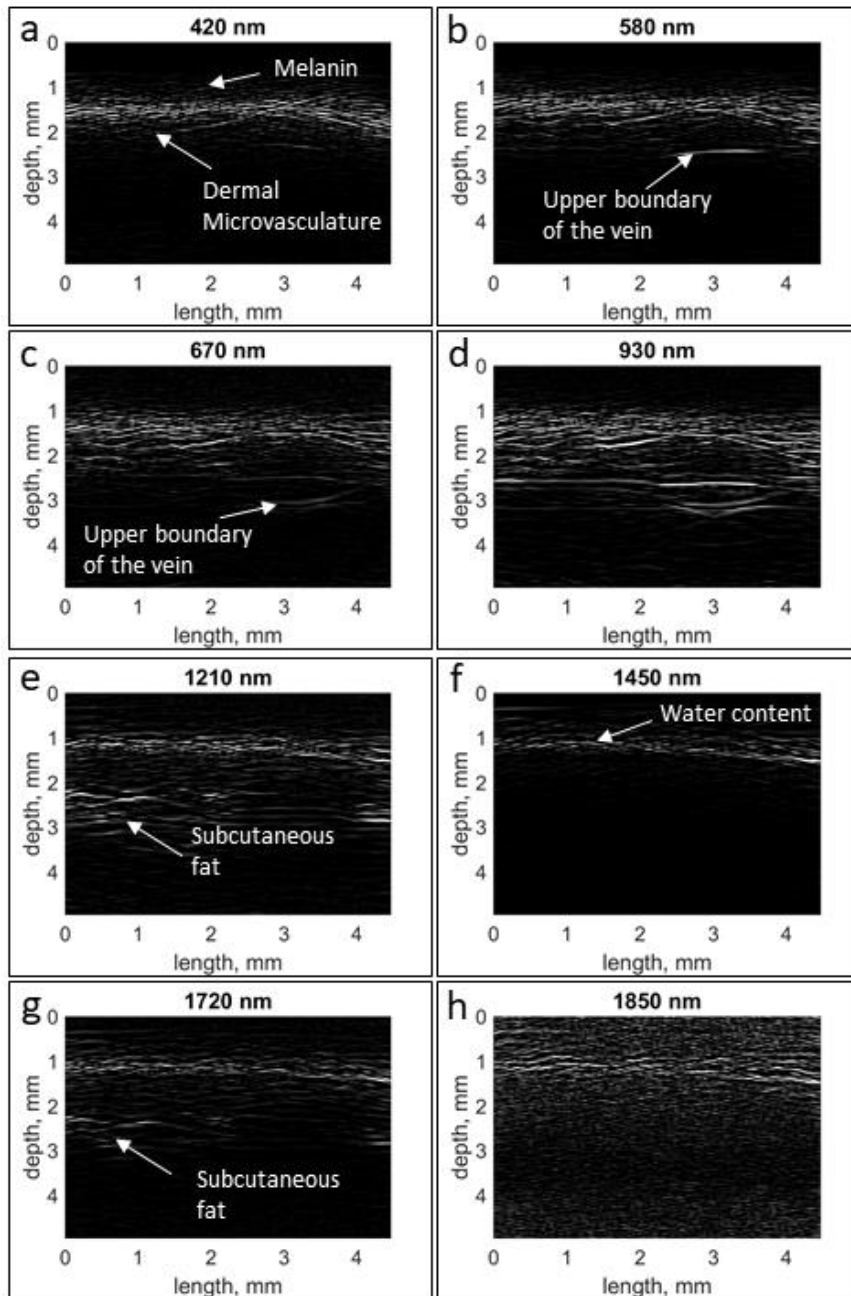 a
420 nm
0
1
2
3
4
depth, mm
Melanin
Dermal
Microvasculature
0 1 2 3 4
length, mm
b
580 nm
0
1
2
3
4
depth, mm
Upper boundary
of the vein
0 1 2 3 4
length, mm
c
670 nm
0
1
2
3
4
depth, mm
Upper boundary
of the vein
0 1 2 3 4
length, mm
d
930 nm
0
1
2
3
4
depth, mm
0 1 2 3 4
length, mm
e
1210 nm
0
1
2
3
4
depth, mm
Subcutaneous
fat
0 1 2 3 4
length, mm
f
1450 nm
0
1
2
3
4
depth, mm
Water content
0 1 2 3 4
length, mm
g
1720 nm
0
1
2
3
4
depth, mm
Subcutaneous
fat
0 1 2 3 4
length, mm
h
1850 nm
0
1
2
3
4
depth, mm
0 1 2 3 4
length, mm